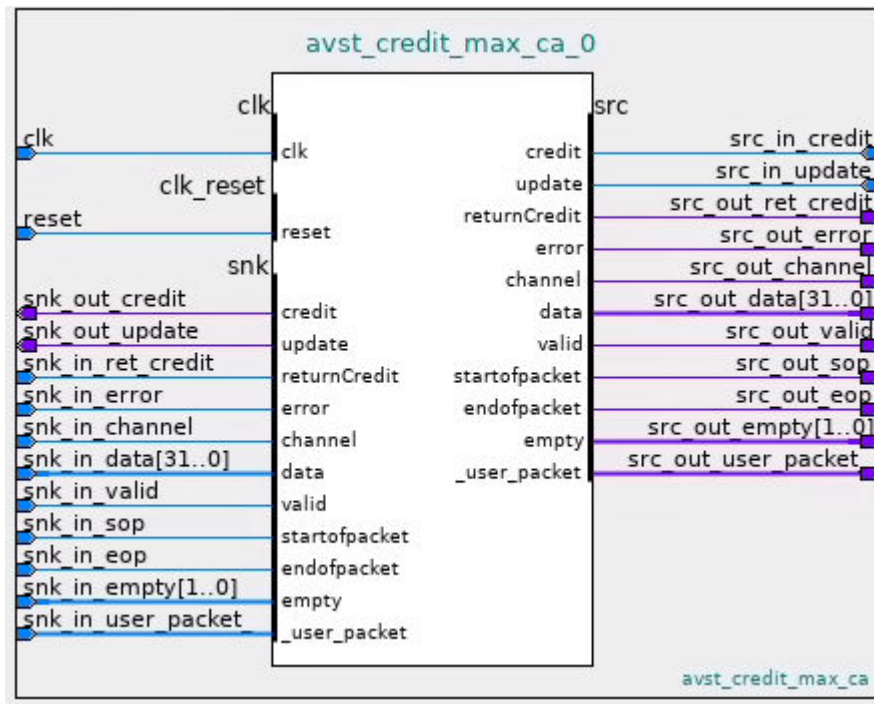 avst_credit_max_ca_0
clk
src
clk
clk
credit
src_in_credit
clk_reset
update
src_in_update
reset
reset
returnCredit
src_out_ret_credit
error
src_out_error
snk
channel
src_out_channel
snk_out_credit
credit
data
src_out_data[31..0]
snk_out_update
update
valid
src_out_valid
snk_in_ret_credit
returnCredit
startofpacket
src_out_sop
snk_in_error
error
endofpacket
src_out_eop
snk_in_channel
channel
empty
src_out_empty[1..0]
snk_in_data[31..0]
data
_user_packet
src_out_user_packet_
snk_in_valid
valid
snk_in_sop
startofpacket
snk_in_eop
endofpacket
snk_in_empty[1..0]
empty
snk_in_user_packet_
_user_packet
avst_credit_max_ca